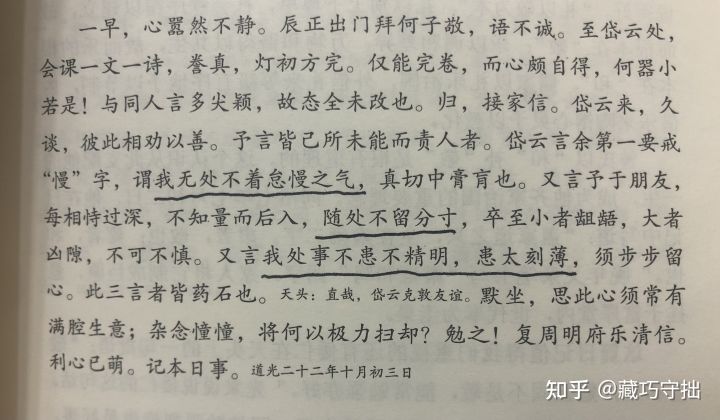 一早，心嚣然不静。辰正出门拜何子敬，语不诚。至岱云处，
会课一文一诗，誊真，灯初方完。仅能完卷，而心颇自得，何器小
若是！与同人言多尖颖，故态全未改也。归，接家信。岱云来，久
谈，彼此相劝以善。予言皆己所未能而责人者。岱云言余第一要戒
“慢”字，谓我无处不着怠慢之气，真切中膏肓也。又言予于朋友，
每相恃过深，不知量而后入，随处不留分寸，卒至小者龃龉，大者
凶隙，不可不慎。又言我处事不患不精明，患太刻薄，须步步留
心。此三言者皆药石也。天头：直哉，岱云克敦友谊。默坐，思此心须常有
满腔生意；杂念憧憧，将何以极力扫却？勉之！复周明府乐清信。
利心已萌。记本日事。道光二十二年十月初三日
知乎 @藏巧守拙